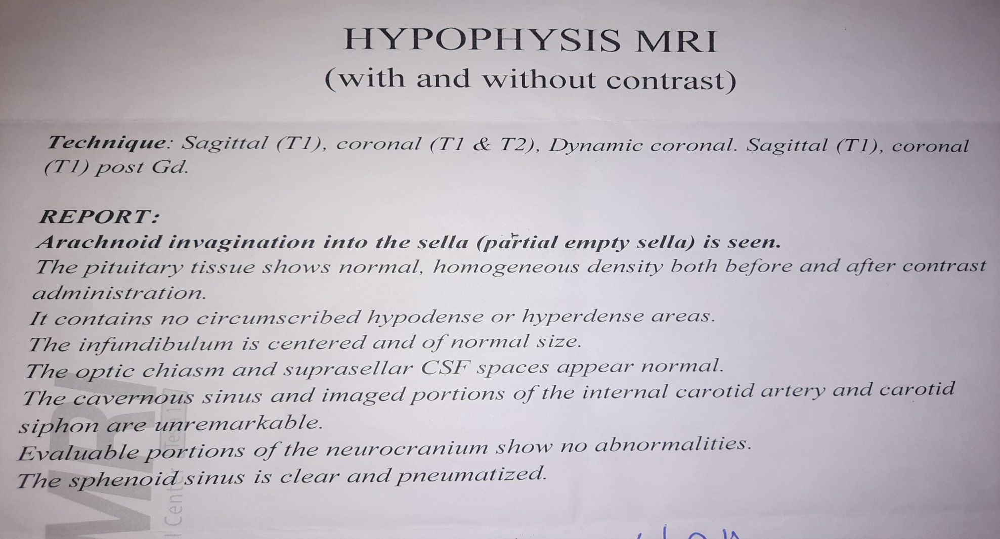 HYPOPHYSIS MRI
(with and without contrast)
Technique: Sagittal (T1), coronal (T1 & T2), Dynamic coronal. Sagittal (T1), coronal
(T1) post Gd.
REPORT:
Arachnoid invagination into the sella (partial empty sella) is seen.
The pituitary tissue shows normal, homogeneous density both before and after contrast
administration.
It contains no circumscribed hypodense or hyperdense areas.
The infundibulum is centered and of normal size.
The optic chiasm and suprasellar CSF spaces appear normal.
The cavernous sinus and imaged portions of the internal carotid artery and carotid
siphon are unremarkable.
Evaluable portions of the neurocranium show no abnormalities.
The sphenoid sinus is clear and pneumatized.
MRI
Center